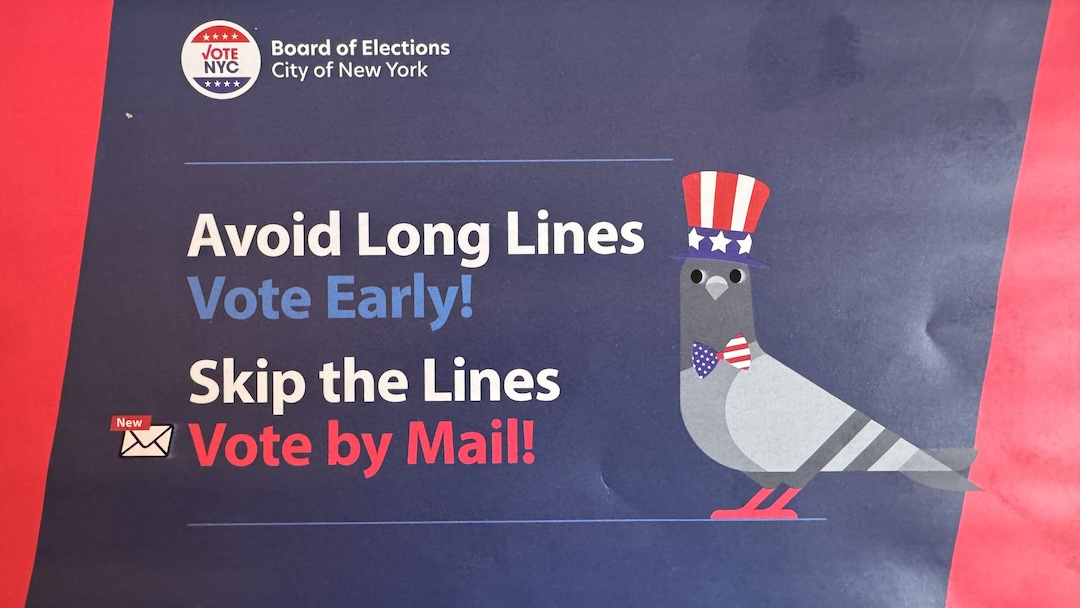 VOTE
NYC
Board of Elections
City of New York
Avoid Long Lines
Vote Early!
Skip the Lines
New
Vote by Mail!